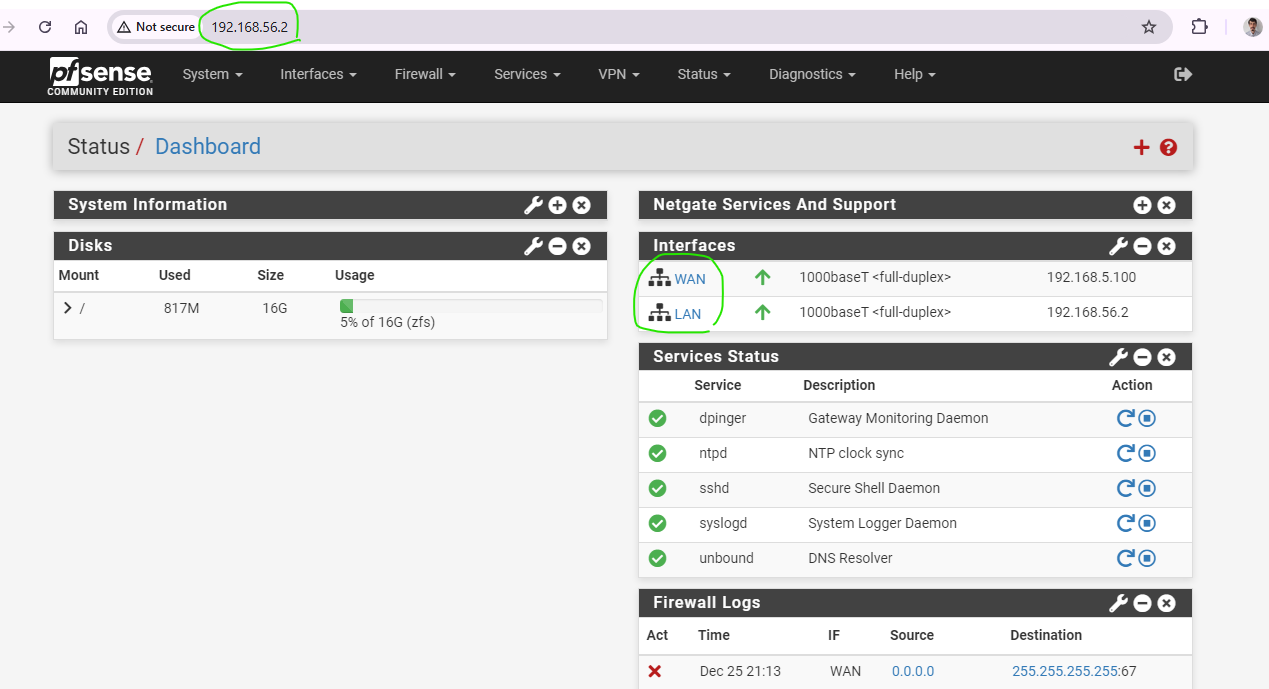 Not secure 192.168.56.2
pfsense
COMMUNITY EDITION
System Interfaces Firewall Services VPN Status Diagnostics Help
Status / Dashboard
System Information
Disks
Mount Used Size Usage
/ 817M 16G
5% of 16G (zfs)
Netgate Services And Support
Interfaces
WAN 1000baseT <full-duplex> 192.168.5.100
LAN 1000baseT <full-duplex> 192.168.56.2
Services Status
Service Description Action
dpinger Gateway Monitoring Daemon
ntpd NTP clock sync
sshd Secure Shell Daemon
syslogd System Logger Daemon
unbound DNS Resolver
Firewall Logs
Act Time IF Source Destination
Dec 25 21:13 WAN 0.0.0.0 255.255.255.255:67